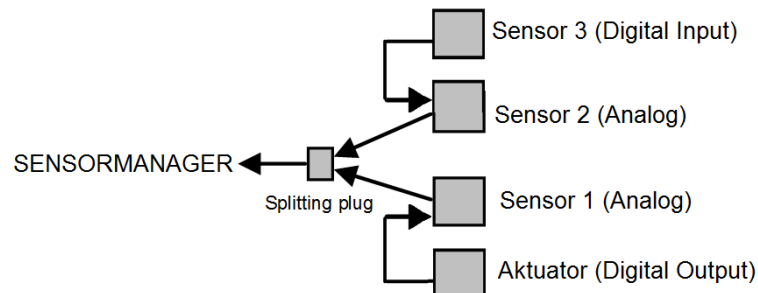 Sensor 3 (Digital Input)
Sensor 2 (Analog)
SENSORMANAGER
Splitting plug
Sensor 1 (Analog)
Aktuator (Digital Output)